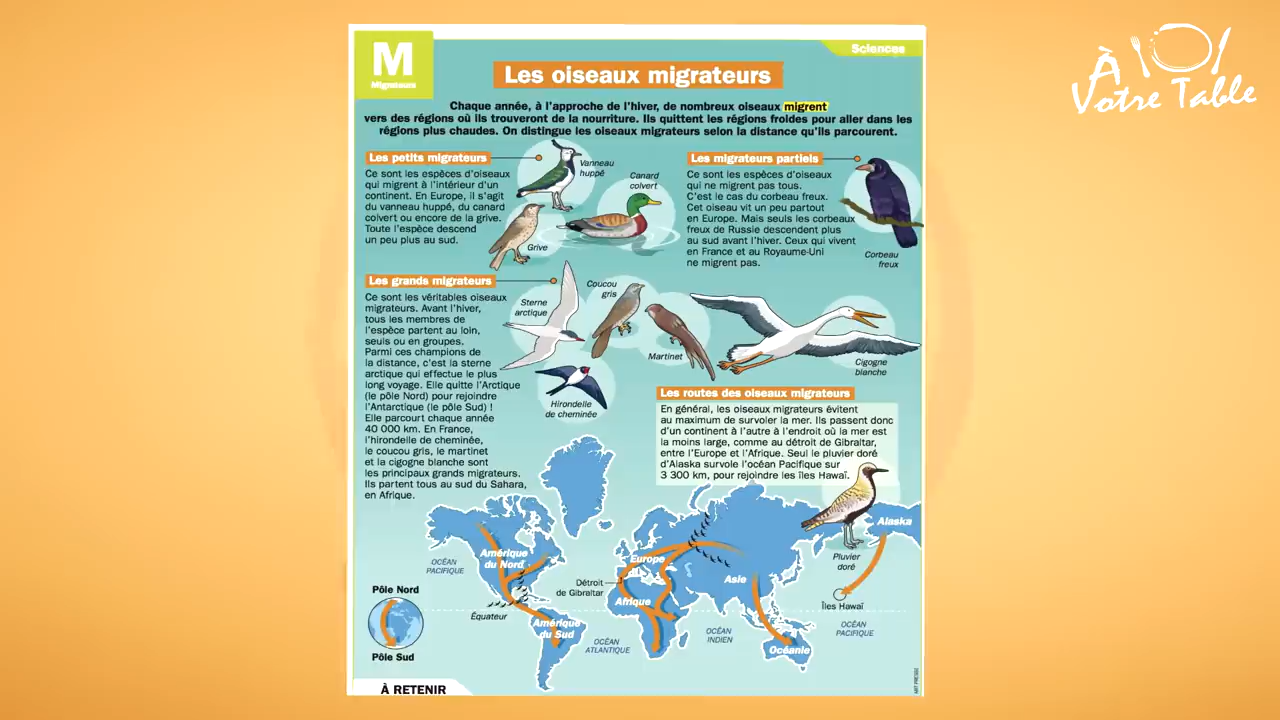 À
Votre Table
M
Migrateurs
Sciences
Les oiseaux migrateurs
Chaque année, à l'approche de l'hiver, de nombreux oiseaux migrent
vers des régions où ils trouveront de la nourriture. Ils quittent les régions froides pour aller dans les
régions plus chaudes. On distingue les oiseaux migrateurs selon la distance qu'ils parcourent.
Les petits migrateurs
Ce sont les espèces d'oiseaux
qui migrent à l'intérieur d'un
continent. En Europe, il s'agit
du vanneau huppé, du canard
colvert ou encore de la grive.
Toute l'espèce descend
un peu plus au sud.
Vanneau
huppé
Canard
colvert
Grive
Les migrateurs partiels
Ce sont les espèces d'oiseaux
qui ne migrent pas tous.
C'est le cas du corbeau freux.
Cet oiseau vit un peu partout
en Europe. Mais seuls les corbeaux
freux de Russie descendent plus
au sud avant l'hiver. Ceux qui vivent
en France et au Royaume-Uni
ne migrent pas.
Corbeau
freux
Les grands migrateurs
Ce sont les véritables oiseaux
migrateurs. Avant l'hiver,
tous les membres de
l'espèce partent au loin,
seuls ou en groupes.
Parmi ces champions de
la distance, c'est la sterne
arctique qui effectue le plus
long voyage. Elle quitte l'Arctique
(le pôle Nord) pour rejoindre
l'Antarctique (le pôle Sud) !
Elle parcourt chaque année
40 000 km. En France,
l'hirondelle de cheminée,
le coucou gris, le martinet
et la cigogne blanche sont
les principaux grands migrateurs.
Ils partent tous au sud du Sahara,
en Afrique.
Sterne
arctique
Coucou
gris
Martinet
Cigogne
blanche
Hirondelle
de cheminée
Les routes des oiseaux migrateurs
En général, les oiseaux migrateurs évitent
au maximum de survoler la mer. Ils passent donc
d'un continent à l'autre à l'endroit où la mer est
la moins large, comme au détroit de Gibraltar,
entre l'Europe et l'Afrique. Seul le pluvier doré
d'Alaska survole l'océan Pacifique sur
3 300 km, pour rejoindre les îles Hawaï.
Pluvier
doré
Alaska
Amérique
du Nord
OCÉAN
PACIFIQUE
Europe
Asie
Détroit
de Gibraltar
Afrique
Îles Hawaï
Pôle Nord
Équateur
Amérique
du Sud
OCÉAN
ATLANTIQUE
OCÉAN
INDIEN
OCÉAN
PACIFIQUE
Océanie
Pôle Sud
À RETENIR
ART PRESSE